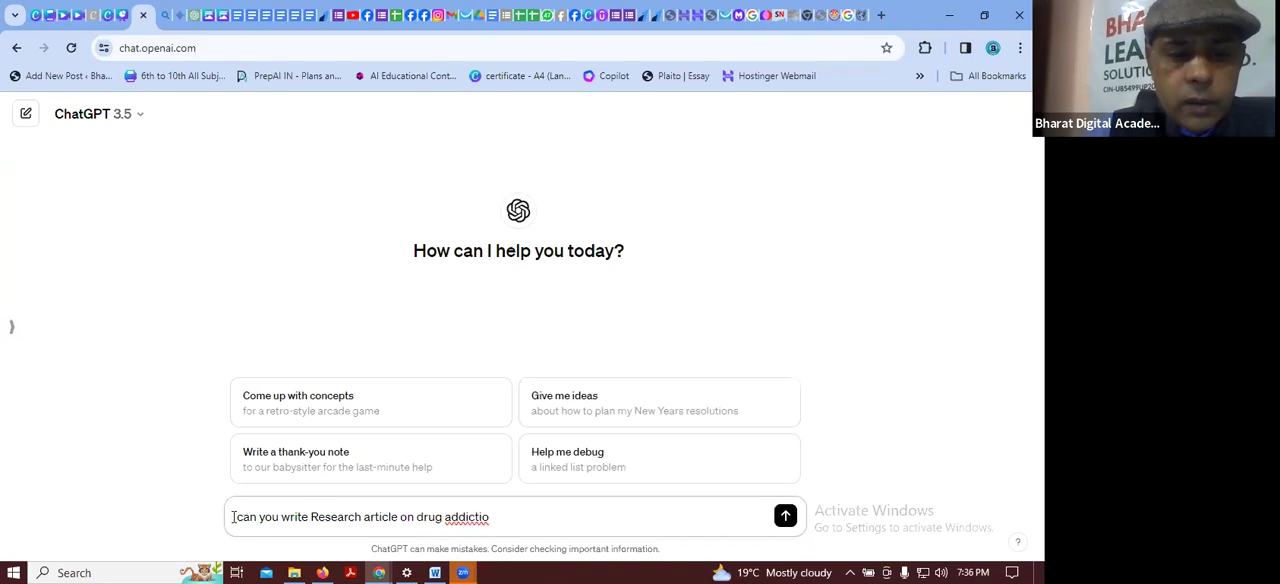 chat.openai.com
Add New Post ‹ Bha...
6th to 10th All Subj...
PrepAI IN - Plans an...
AI Educational Cont...
certificate - A4 (Lan...
Copilot
Plaito | Essay
Hostinger Webmail
»
All Bookmarks
ChatGPT 3.5
BHA
LEA
SOLUTIO
CIN-U85499UP20
Bharat Digital Acade...
How can I help you today?
Come up with concepts
for a retro-style arcade game
Give me ideas
about how to plan my New Years resolutions
Write a thank-you note
to our babysitter for the last-minute help
Help me debug
a linked list problem
can you write Research article on drug addictio
Activate Windows
Go to Settings to activate Windows.
ChatGPT can make mistakes. Consider checking important information.
?
Search
19°C Mostly cloudy
7:36 PM